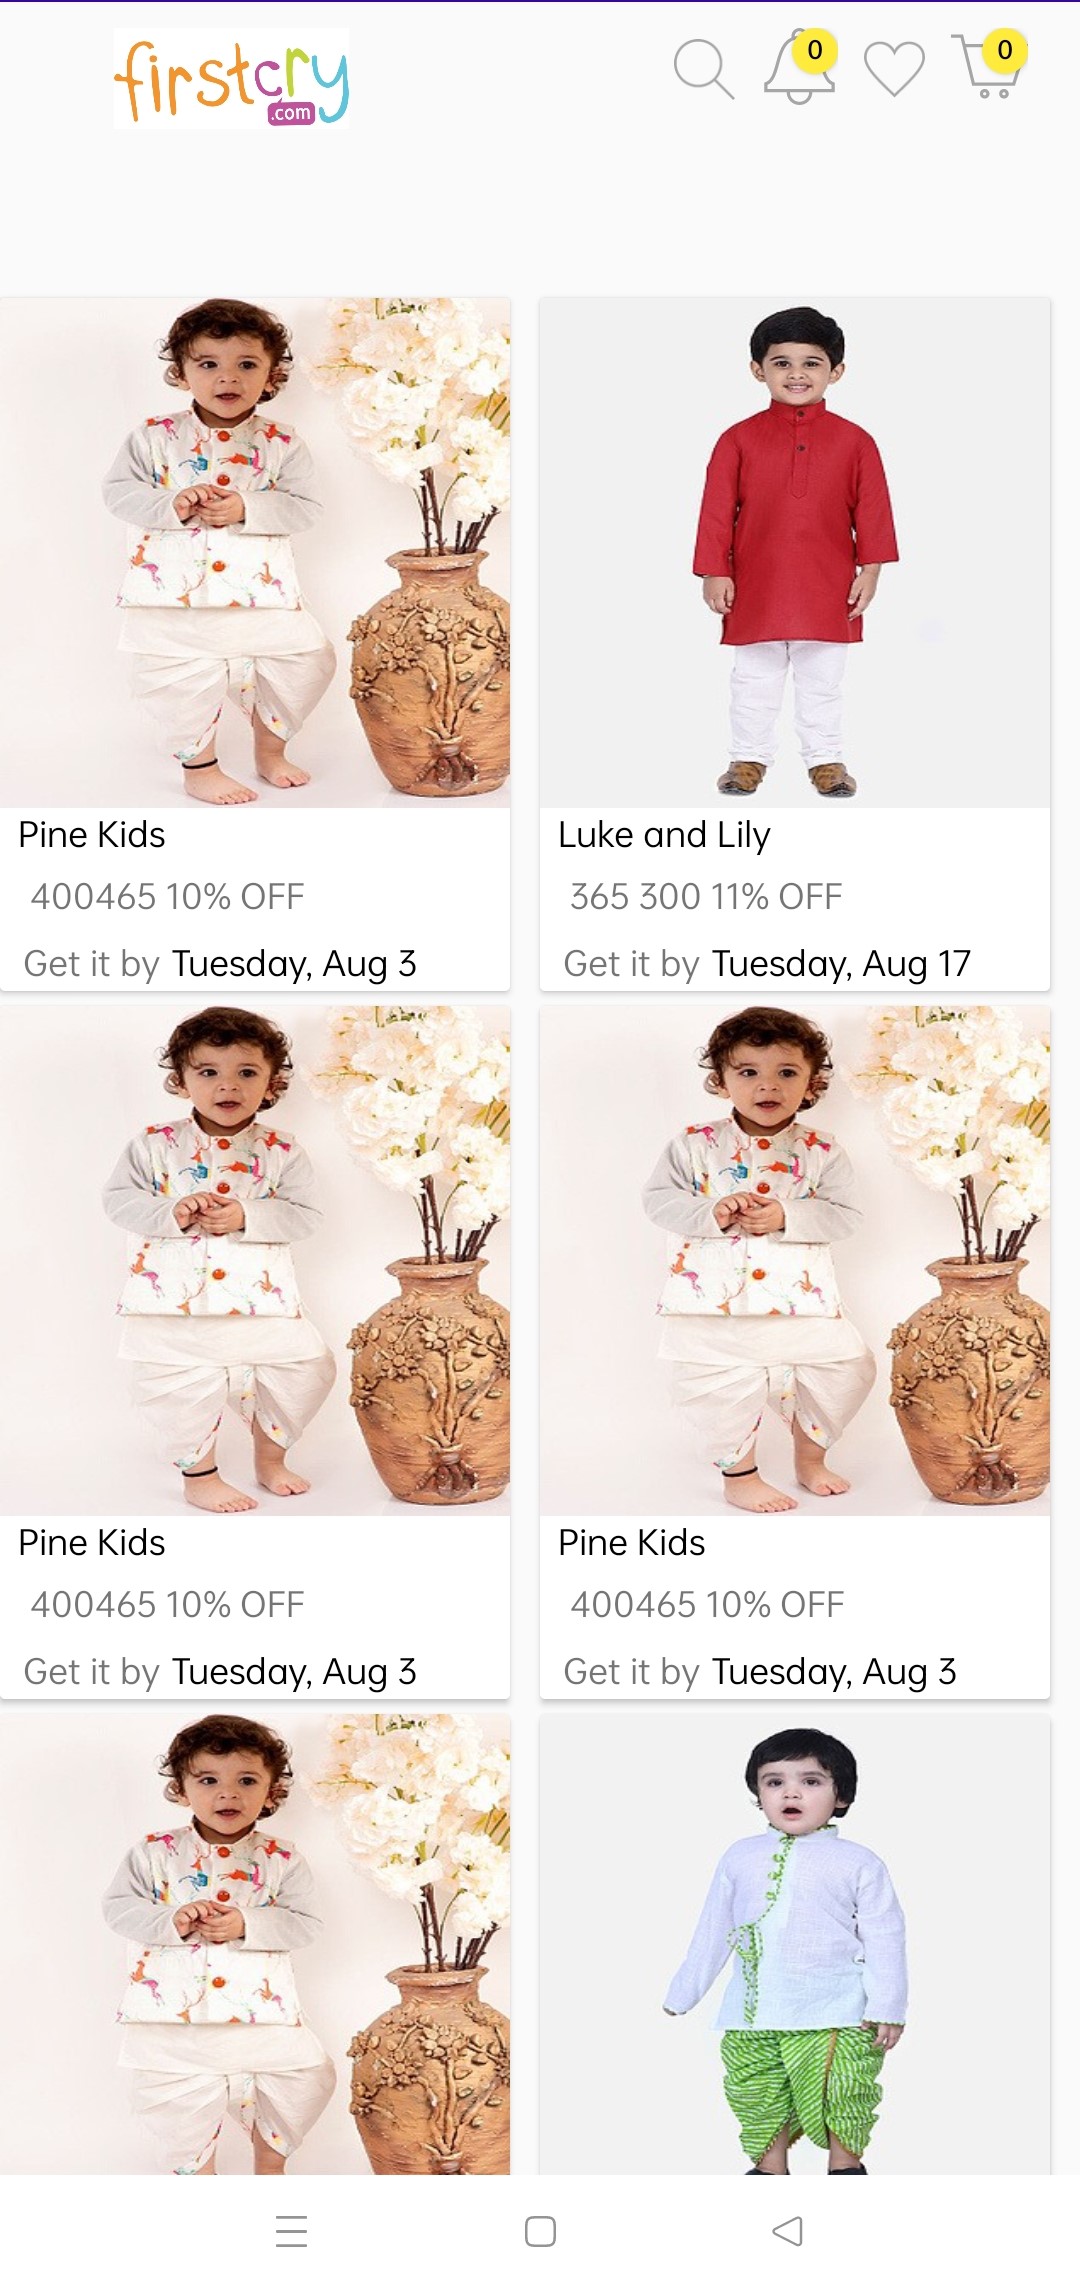 firstcry
.com
0
0
Pine Kids
400465 10% OFF
Get it by Tuesday, Aug 3
Luke and Lily
365 300 11% OFF
Get it by Tuesday, Aug 17
Pine Kids
400465 10% OFF
Get it by Tuesday, Aug 3
Pine Kids
400465 10% OFF
Get it by Tuesday, Aug 3